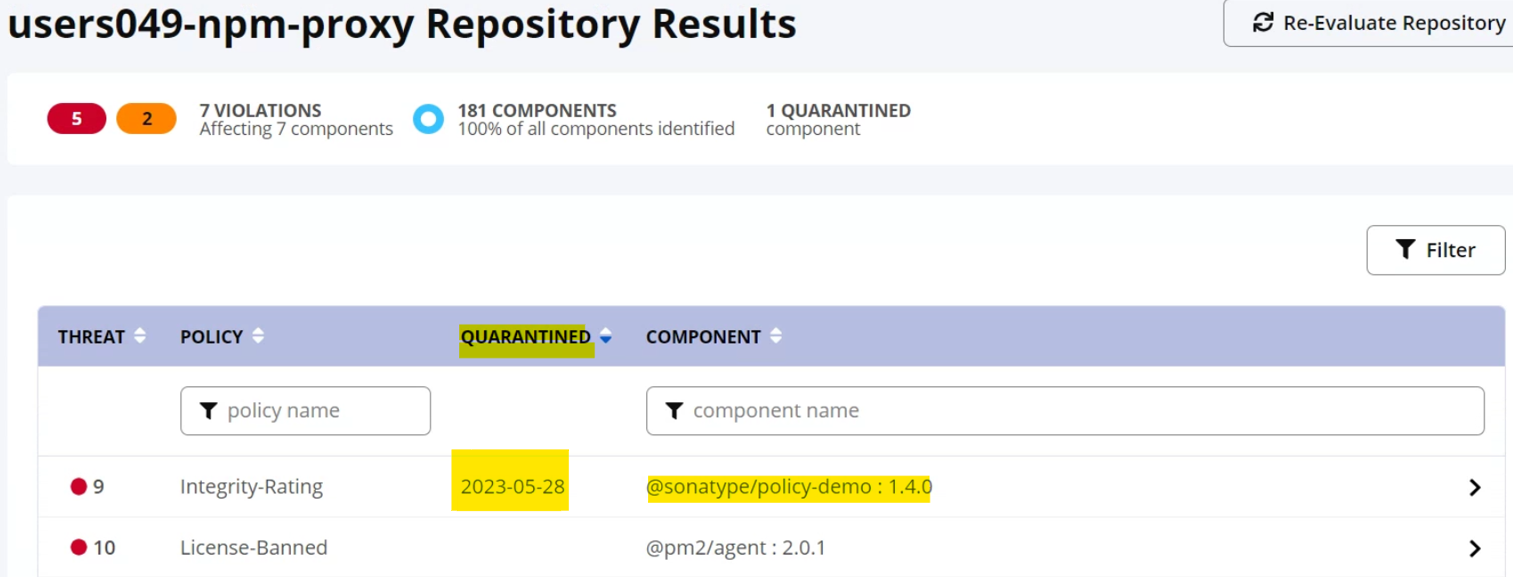 users049-npm-proxy Repository Results
Re-Evaluate Repository
5 2 7 VIOLATIONS 181 COMPONENTS 1 QUARANTINED
Affecting 7 components 100% of all components identified component
Filter
THREAT POLICY QUARANTINED COMPONENT
policy name component name
9 Integrity-Rating 2023-05-28 @sonatype/policy-demo : 1.4.0
10 License-Banned @pm2/agent : 2.0.1